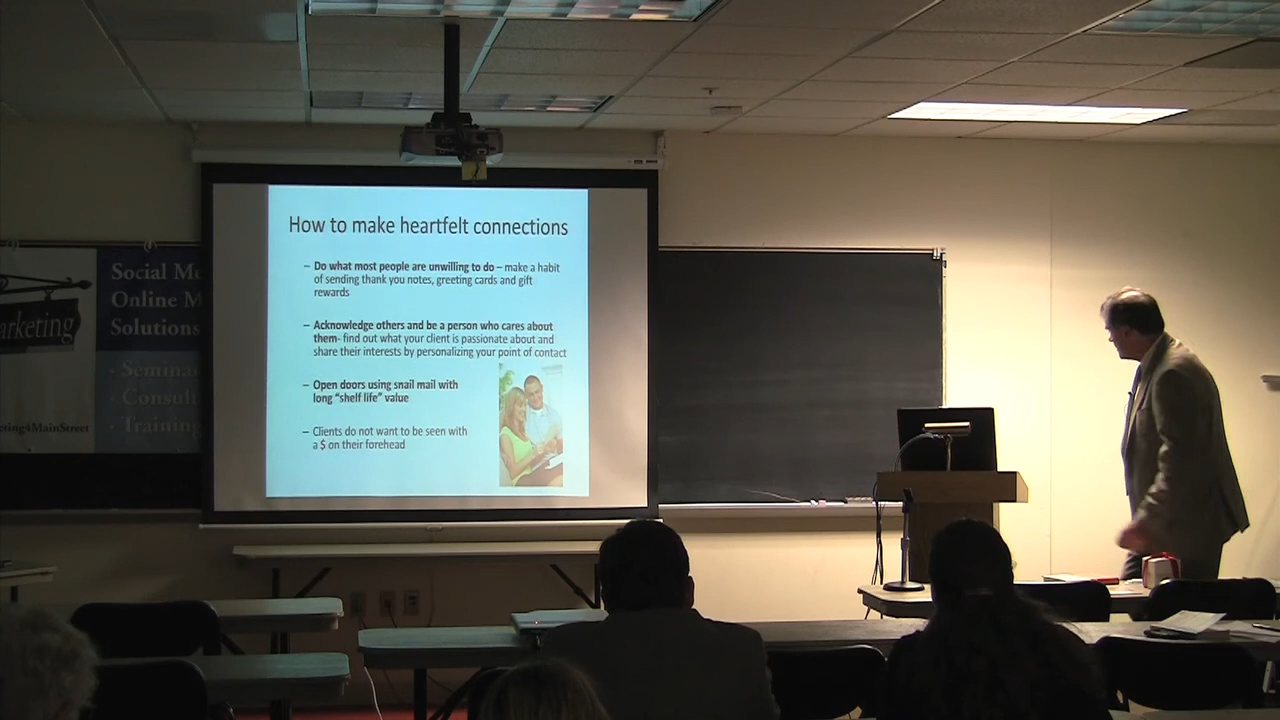 How to make heartfelt connections
– Do what most people are unwilling to do – make a habit
of sending thank you notes, greeting cards and gift
rewards
– Acknowledge others and be a person who cares about
them- find out what your client is passionate about and
share their interests by personalizing your point of contact
– Open doors using snail mail with
long “shelf life” value
– Clients do not want to be seen with
a $ on their forehead
arketing
eting4MainStreet
Social Me
Online M
Solutions
- Semina
- Consult
- Training